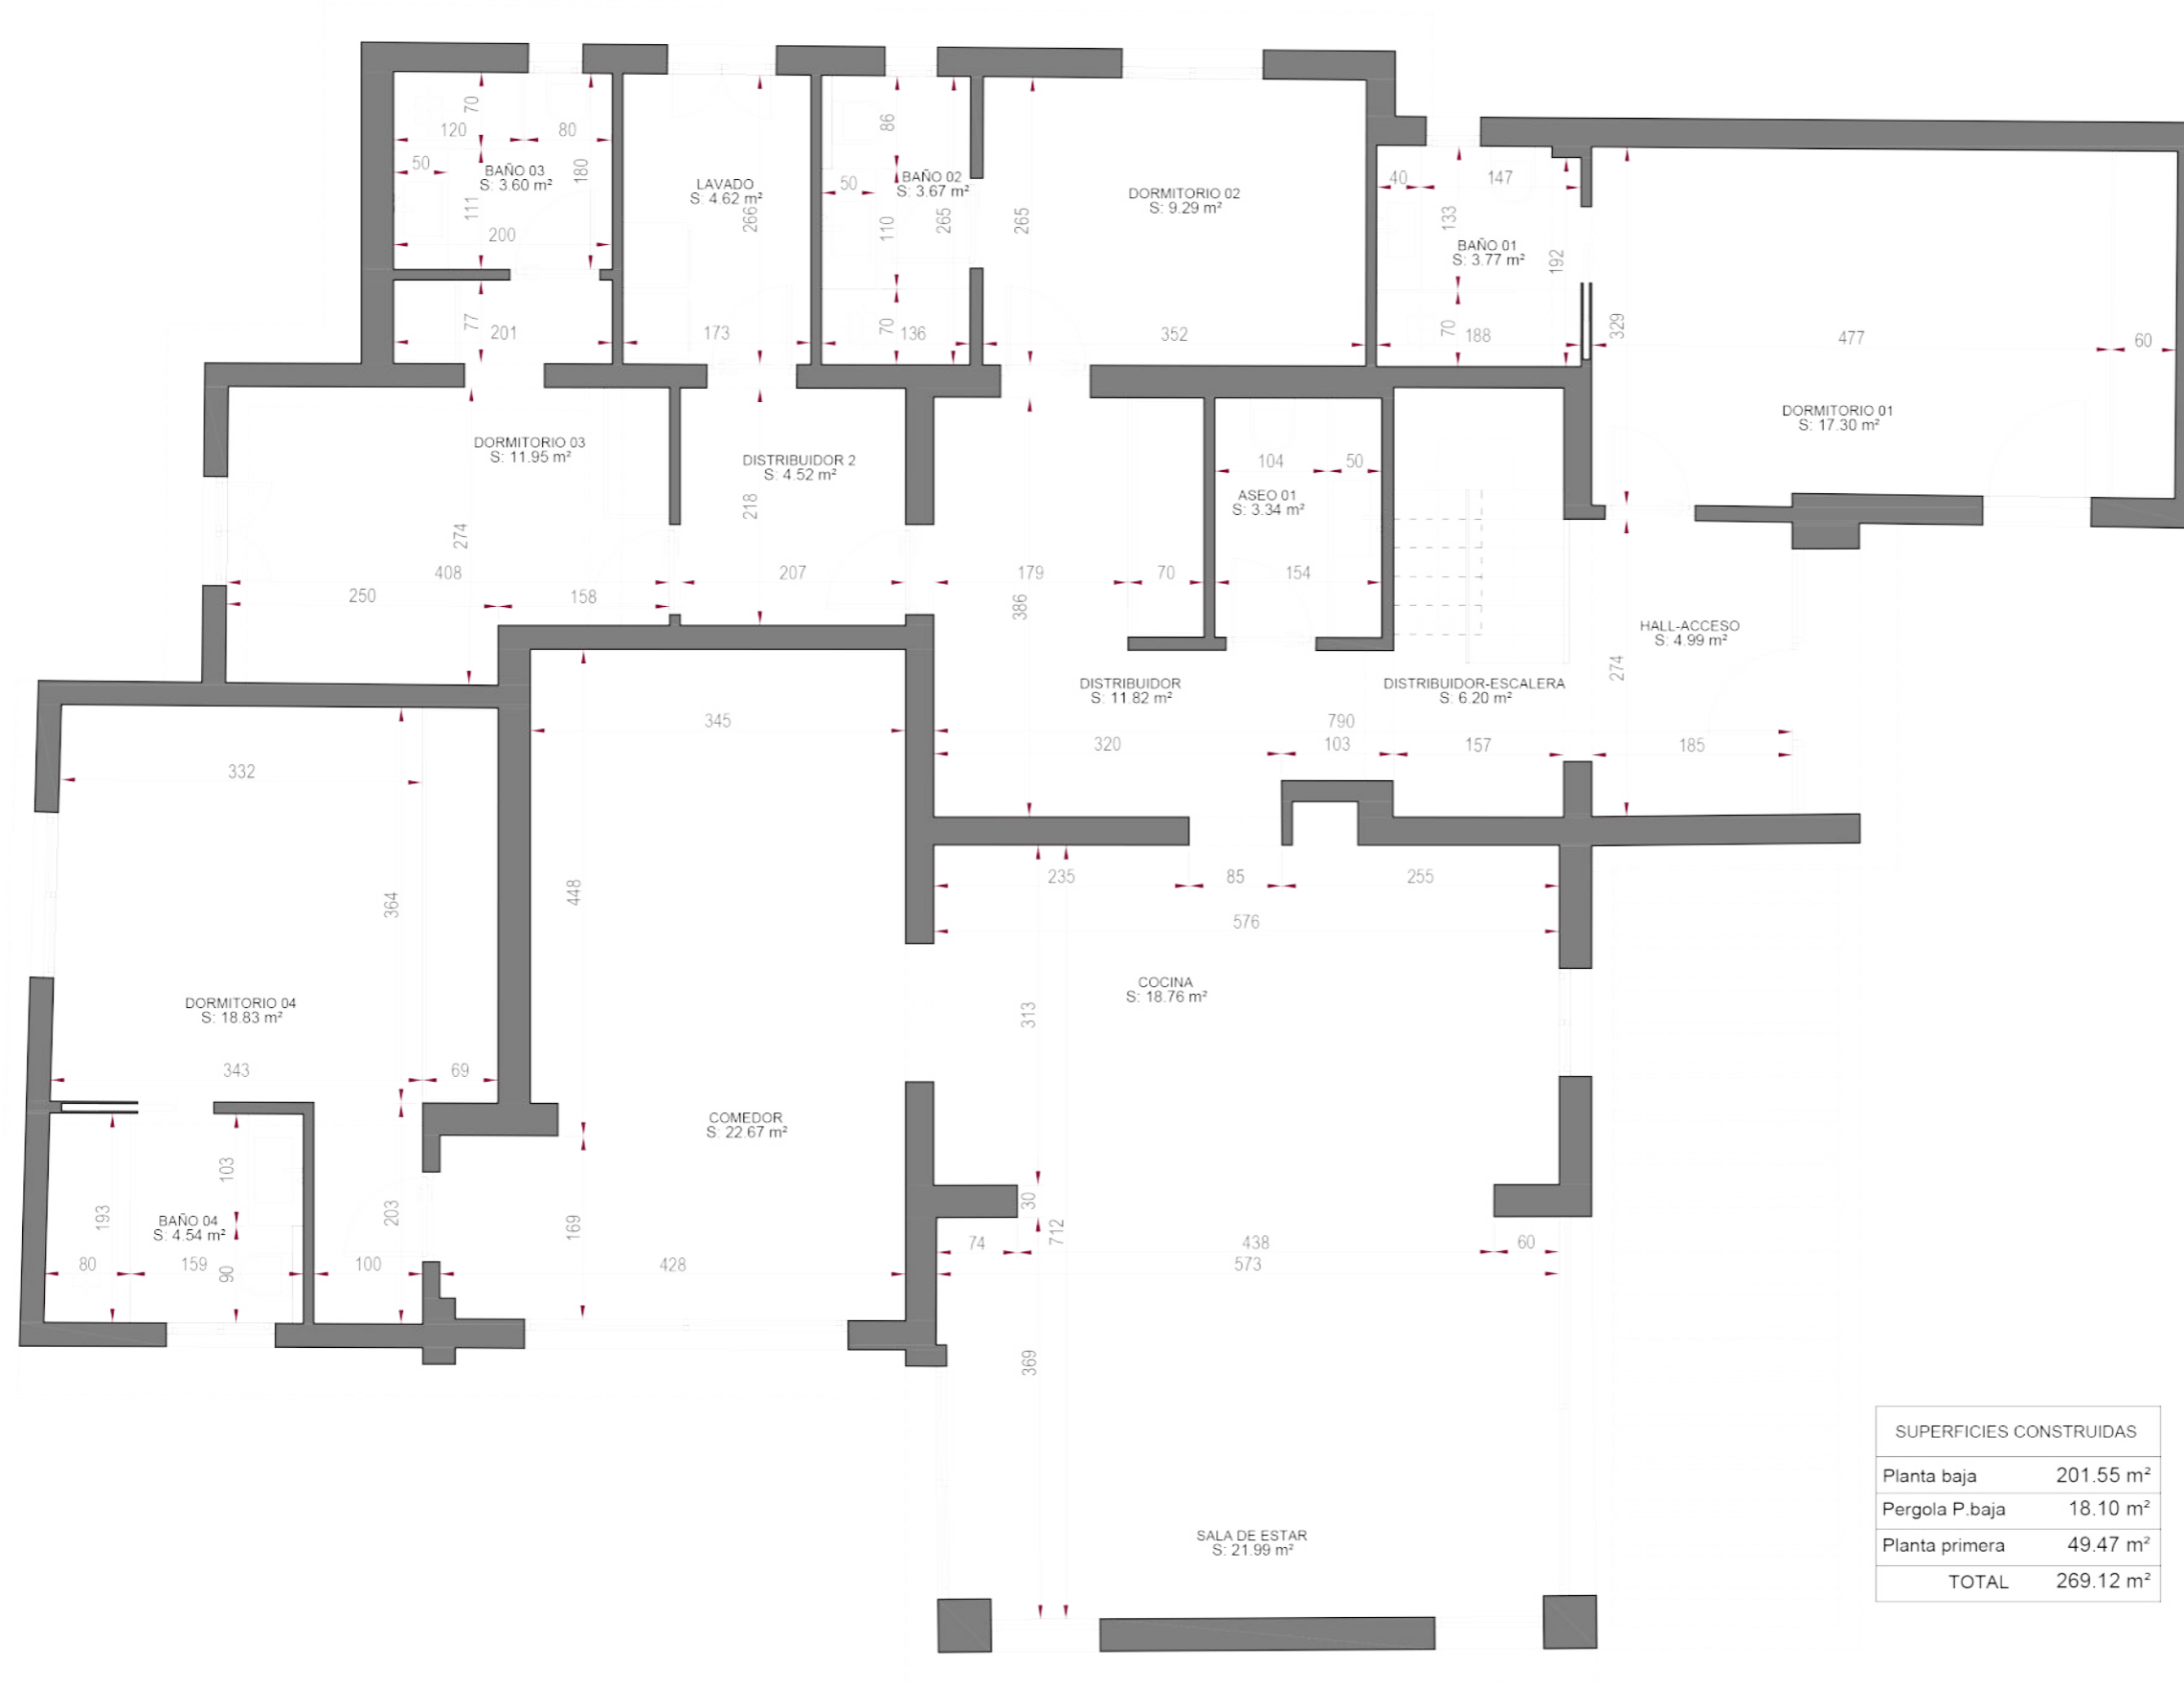 70
120
80
50
BAÑO 03
S: 3.60 m²
180
111
200
77
201
LAVADO
S: 4.62 m²
266
173
86
50
BAÑO 02
S: 3.67 m²
110
265
70
136
265
DORMITORIO 02
S: 9.29 m²
352
40
147
133
BAÑO 01
S: 3.77 m²
192
70
188
329
477
60
DORMITORIO 01
S: 17.30 m²
DORMITORIO 03
S: 11.95 m²
274
408
250
158
DISTRIBUIDOR 2
S: 4.52 m²
218
207
179
70
386
104
50
ASEO 01
S: 3.34 m²
154
HALL-ACCESO
S: 4.99 m²
274
185
DISTRIBUIDOR
S: 11.82 m²
DISTRIBUIDOR-ESCALERA
S: 6.20 m²
790
320
103
157
332
364
DORMITORIO 04
S: 18.83 m²
343
69
345
448
COMEDOR
S: 22.67 m²
169
428
235
85
255
576
COCINA
S: 18.76 m²
313
30
712
74
438
60
573
103
193
BAÑO 04
S: 4.54 m²
80
159
90
203
100
369
SALA DE ESTAR
S: 21.99 m²
SUPERFICIES CONSTRUIDAS
Planta baja 201.55 m²
Pergola P.baja 18.10 m²
Planta primera 49.47 m²
TOTAL 269.12 m²